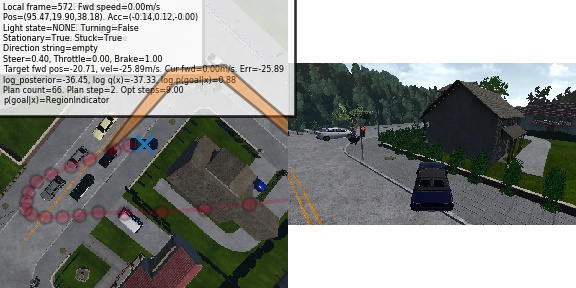 Local frame=572: Fwd.speed=0.00m/s
Pos=(95.47,19.90,38.18). Acc=(-0.14,0.12,-0.00)
Light state=NONE: Turning=False
Stationary=True: Stuck=True
Direction string=empty
Steer=0.40, Throttle=0.00, Brake=1.00
Target fwd pos=-20.71, vel=-25.89m/s. Cur fwd=0.00m/s, Err=-25.89
log_posterior=-36.45, log q(x)=-37.33, log p(goal|x)=0.88
Plan count=66. Plan step=2. Opt steps=0.00
p(goal|x)=RegionIndicator